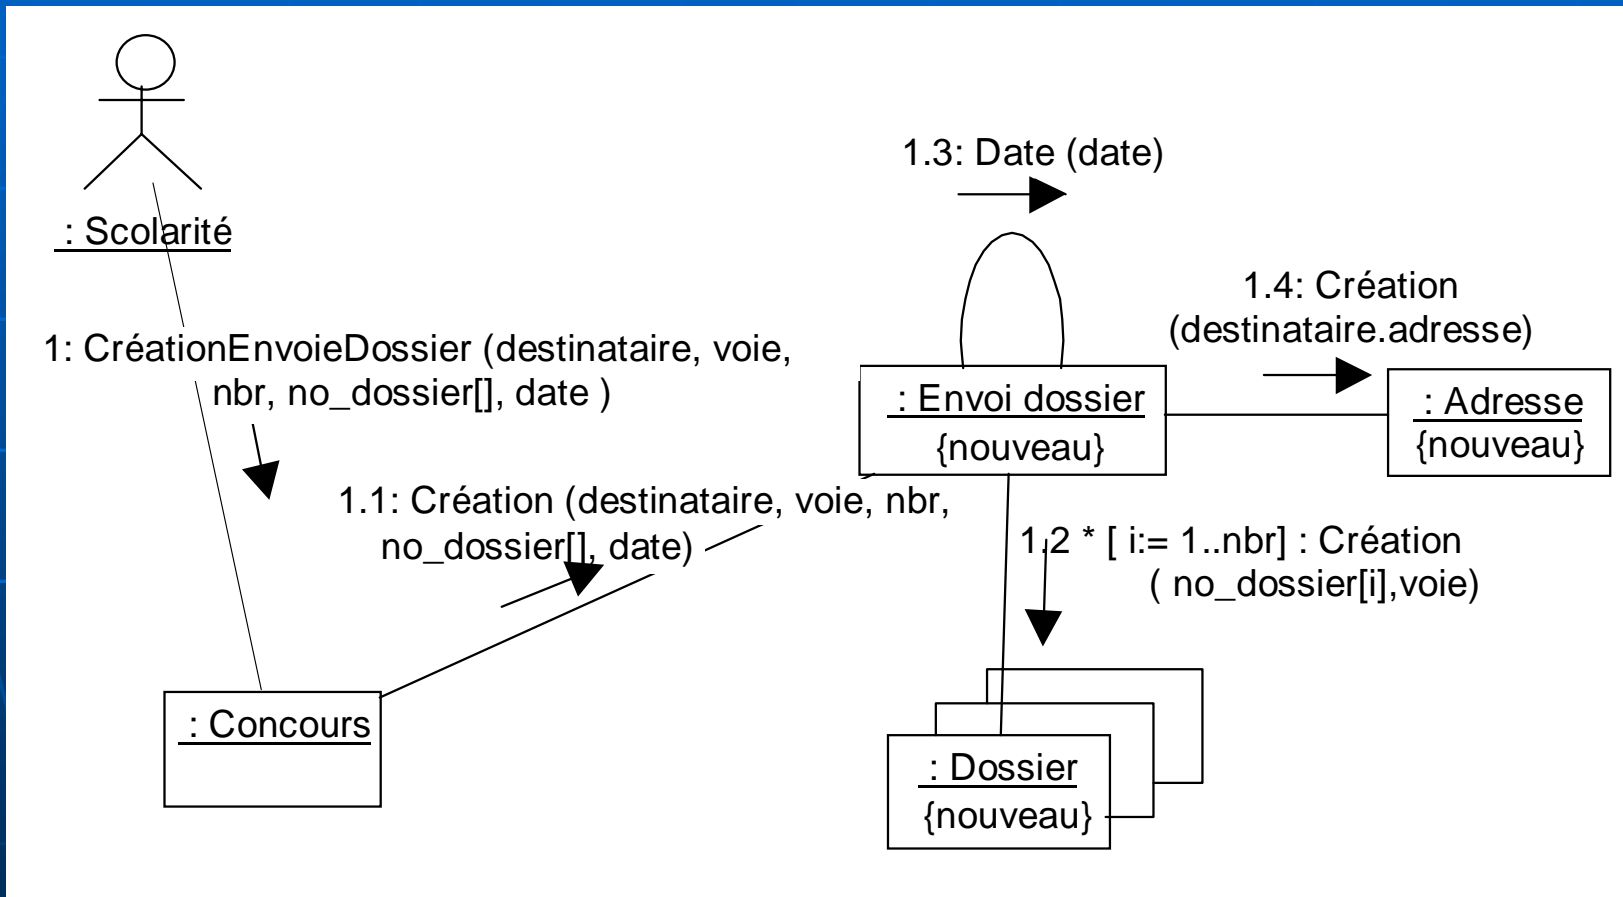 1.3: Date (date)
: Scolarité
1.4: Création
(destinataire.adresse)
1: CréationEnvoieDossier (destinataire, voie,
nbr, no_dossier[], date )
: Envoi dossier
{nouveau}
: Adresse
{nouveau}
1.1: Création (destinataire, voie, nbr,
no_dossier[], date)
1.2 * [ i:= 1..nbr] : Création
( no_dossier[i],voie)
: Concours
: Dossier
{nouveau}